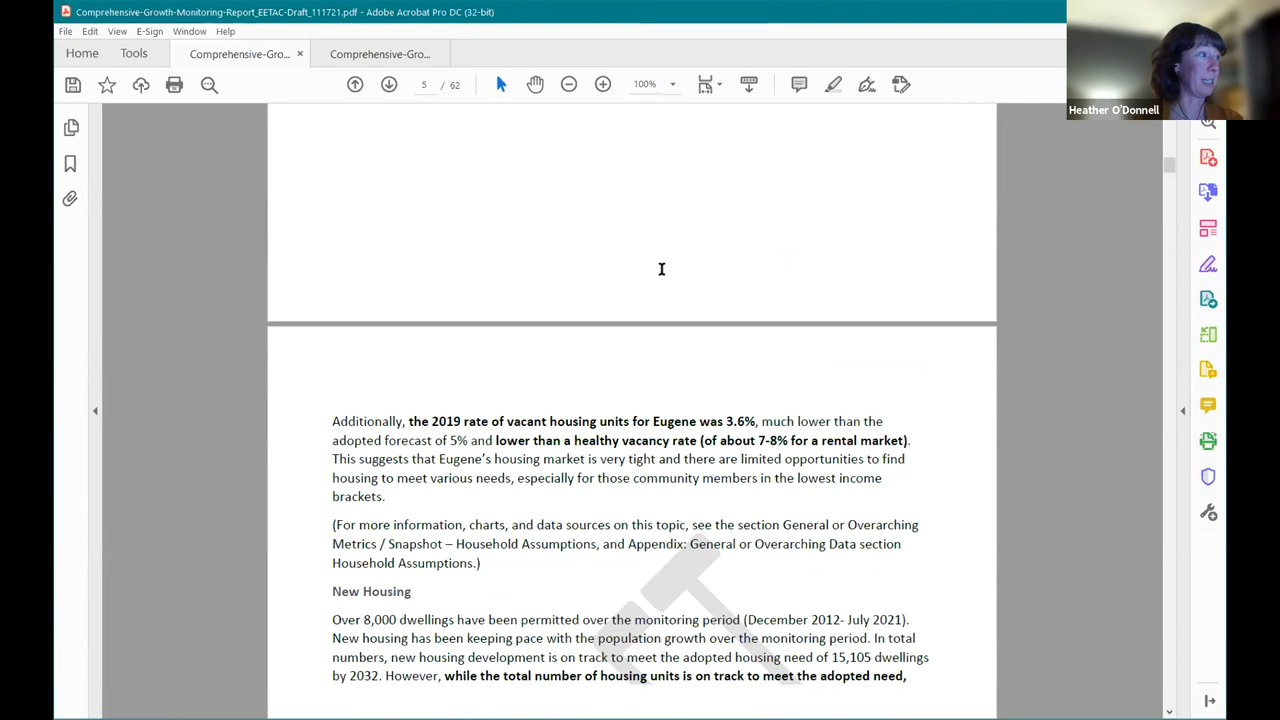 Comprehensive-Growth-Monitoring-Report_EETAC-Draft_111721.pdf - Adobe Acrobat Pro DC (32-bit)
File Edit View E-Sign Window Help
Home Tools Comprehensive-Gro... × Comprehensive-Gro...
5 / 62 100%
Heather O'Donnell
Additionally, the 2019 rate of vacant housing units for Eugene was 3.6%, much lower than the
adopted forecast of 5% and lower than a healthy vacancy rate (of about 7-8% for a rental market).
This suggests that Eugene's housing market is very tight and there are limited opportunities to find
housing to meet various needs, especially for those community members in the lowest income
brackets.
(For more information, charts, and data sources on this topic, see the section General or Overarching
Metrics / Snapshot – Household Assumptions, and Appendix: General or Overarching Data section
Household Assumptions.)
New Housing
Over 8,000 dwellings have been permitted over the monitoring period (December 2012- July 2021).
New housing has been keeping pace with the population growth over the monitoring period. In total
numbers, new housing development is on track to meet the adopted housing need of 15,105 dwellings
by 2032. However, while the total number of housing units is on track to meet the adopted need,